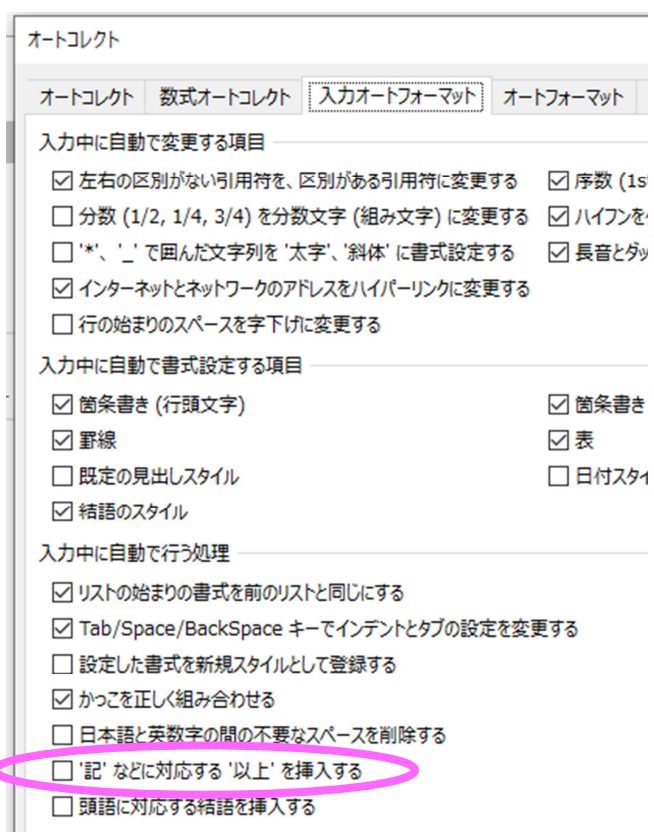 オートコレクト
オートコレクト 数式オートコレクト 入力オートフォーマット オートフォーマット
入力中に自動で変更する項目
左右の区別がない引用符を、区別がある引用符に変更する 序数 (1s
分数 (1/2, 1/4, 3/4) を分数文字 (組み文字) に変更する ハイフンを
'*'、'_' で囲んだ文字列を '太字'、'斜体' に書式設定する 長音とダッ
インターネットとネットワークのアドレスをハイパーリンクに変更する
行の始まりのスペースを字下げに変更する
入力中に自動で書式設定する項目
箇条書き (行頭文字) 箇条書き
罫線 表
既定の見出しスタイル 日付スタイ
結語のスタイル
入力中に自動で行う処理
リストの始まりの書式を前のリストと同じにする
Tab/Space/BackSpace キーでインデントとタブの設定を変更する
設定した書式を新規スタイルとして登録する
かっこを正しく組み合わせる
日本語と英数字の間の不要なスペースを削除する
'記' などに対応する '以上' を挿入する
頭語に対応する結語を挿入する